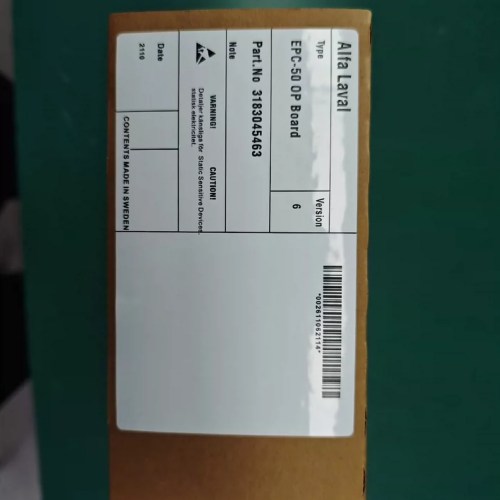 Alfa Laval
Type
Version
EPC-50 OP Board
6
Part.No 3183045463
Note
WARNING!
CAUTION!
Detaljer känsliga för Static Sensitive Devices.
statisk elektricitet.
Date
2110
CONTENTS MADE IN SWEDEN
*002611062114*